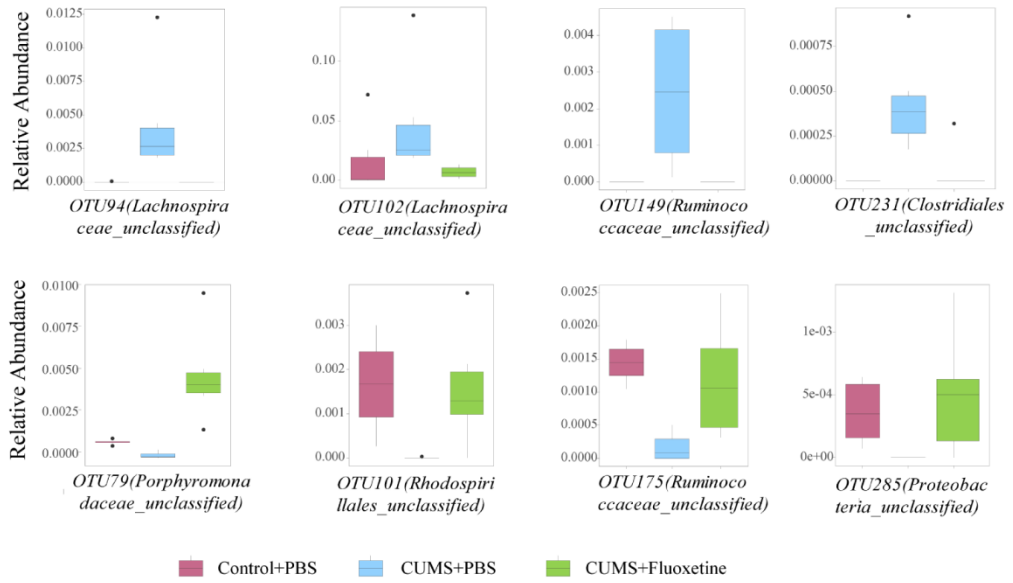 Relative Abundance
0.0125
0.0100
0.0075
0.0050
0.0025
0.0000
OTU94(Lachnospira
ceae_unclassified)
0.10
0.05
0.00
OTU102(Lachnospira
ceae_unclassified)
0.004
0.003
0.002
0.001
0.000
OTU149(Ruminoco
ccaceae_unclassified)
0.00075
0.00050
0.00025
0.00000
OTU231(Clostridiales
_unclassified)
Relative Abundance
0.0100
0.0075
0.0050
0.0025
0.0000
OTU79(Porphyromona
daceae_unclassified)
0.003
0.002
0.001
0.000
OTU101(Rhodospiri
llales_unclassified)
0.0025
0.0020
0.0015
0.0010
0.0005
0.0000
OTU175(Ruminoco
ccaceae_unclassified)
1e-03
5e-04
0e+00
OTU285(Proteobac
teria_unclassified)
Control+PBS CUMS+PBS CUMS+Fluoxetine